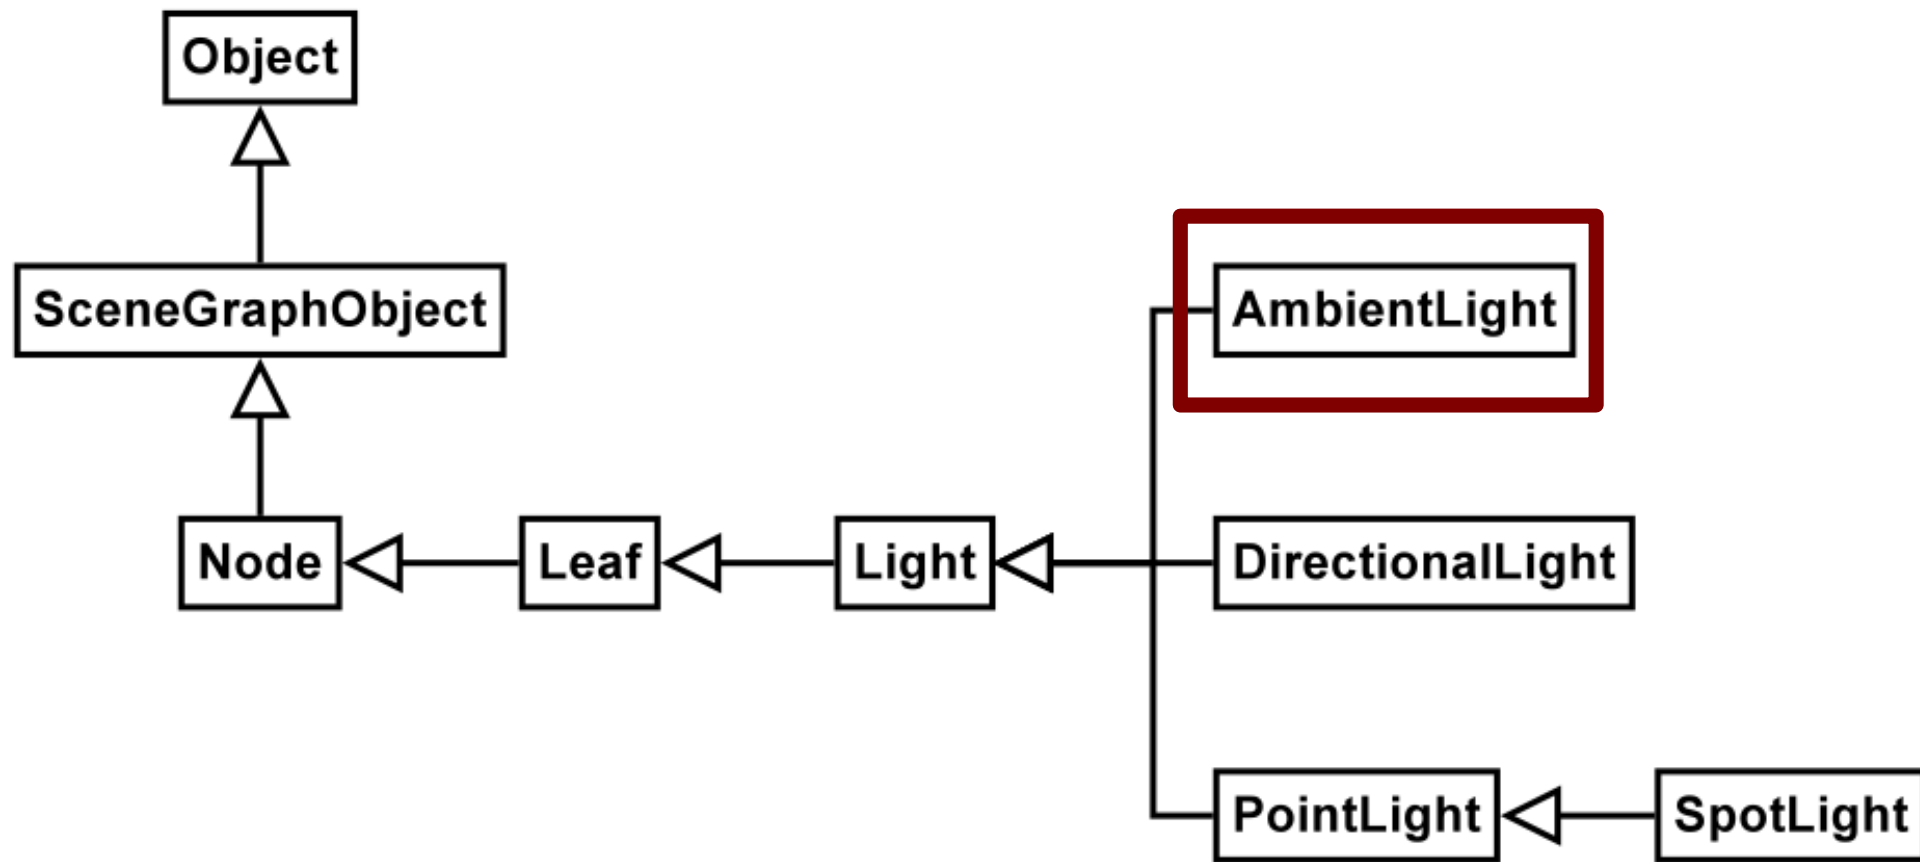 Object
SceneGraphObject
AmbientLight
Node
Leaf
Light
DirectionalLight
PointLight
SpotLight